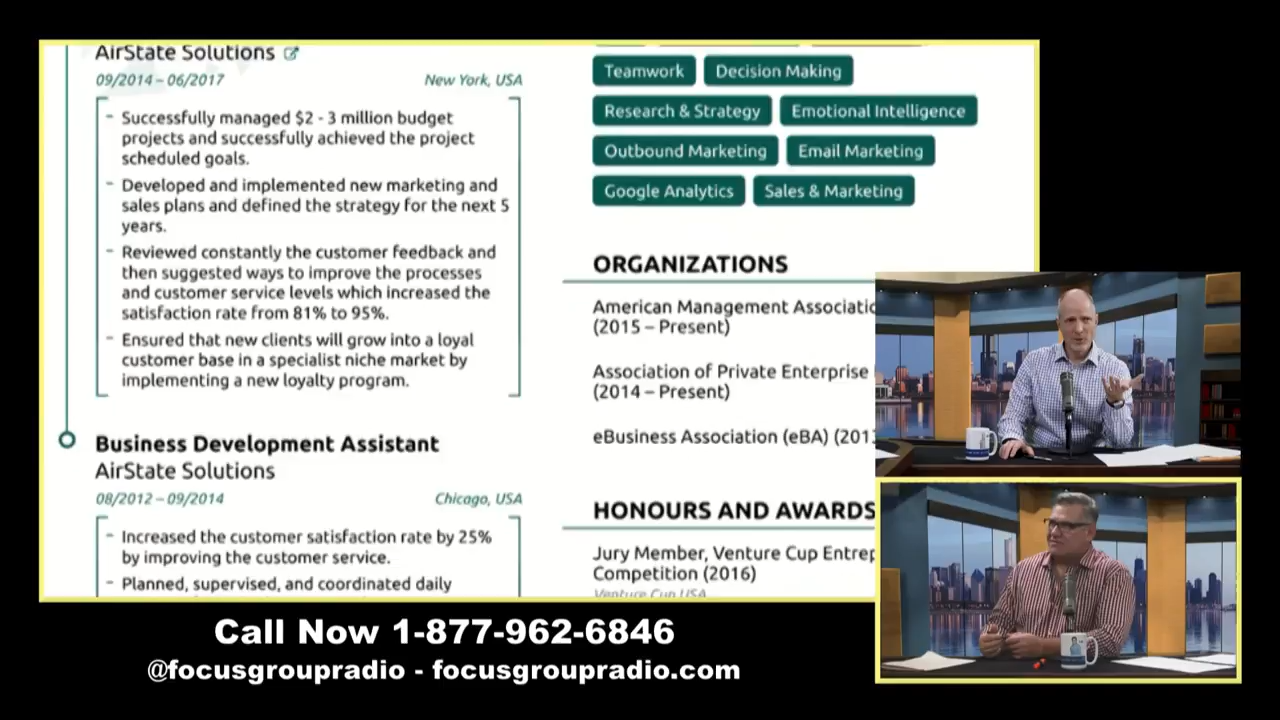 AirState Solutions
09/2014 – 06/2017
New York, USA
– Successfully managed $2 - 3 million budget
projects and successfully achieved the project
scheduled goals.
– Developed and implemented new marketing and
sales plans and defined the strategy for the next 5
years.
– Reviewed constantly the customer feedback and
then suggested ways to improve the processes
and customer service levels which increased the
satisfaction rate from 81% to 95%.
– Ensured that new clients will grow into a loyal
customer base in a specialist niche market by
implementing a new loyalty program.
Business Development Assistant
AirState Solutions
08/2012 – 09/2014
Chicago, USA
– Increased the customer satisfaction rate by 25%
by improving the customer service.
– Planned, supervised, and coordinated daily
Teamwork
Decision Making
Research & Strategy
Emotional Intelligence
Outbound Marketing
Email Marketing
Google Analytics
Sales & Marketing
ORGANIZATIONS
American Management
(2015 – Present)
Association of Private Enterprise
(2014 – Present)
eBusiness Association (eBA)
HONOURS AND AWARDS
Jury Member, Venture Cup
Competition (2016)
Venture Cup USA
Call Now 1-877-962-6846
@focusgroupradio - focusgroupradio.com